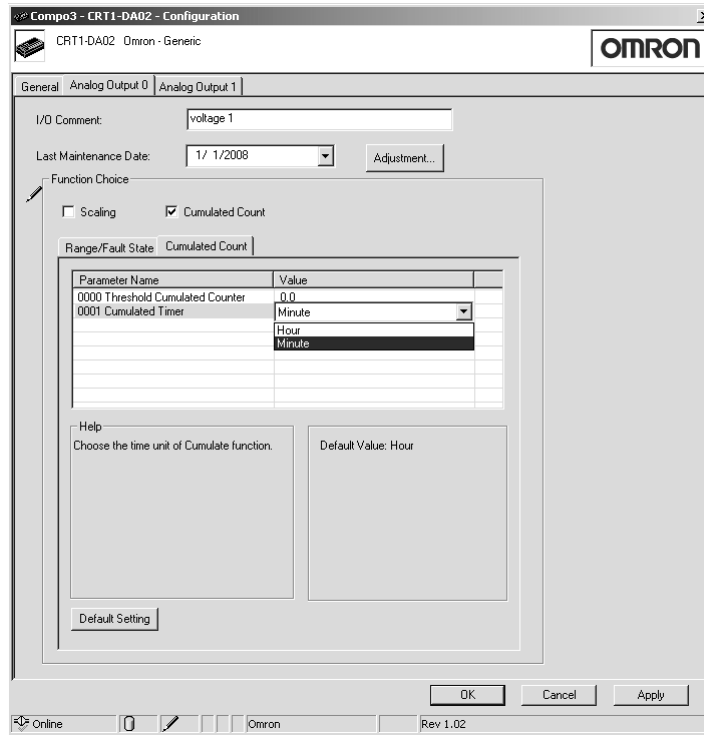 Compo3 - CRT1-DA02 - Configuration
CRT1-DA02 Omron - Generic
OMRON
General Analog Output 0 Analog Output 1
I/O Comment: voltage 1
Last Maintenance Date: 1/ 1/2008 Adjustment...
Function Choice
Scaling Cumulated Count
Range/Fault State Cumulated Count
Parameter Name Value
0000 Threshold Cumulated Counter 0.0
0001 Cumulated Timer Minute
Hour
Minute
Help
Choose the time unit of Cumulate function. Default Value: Hour
Default Setting
OK Cancel Apply
Online Omron Rev 1.02